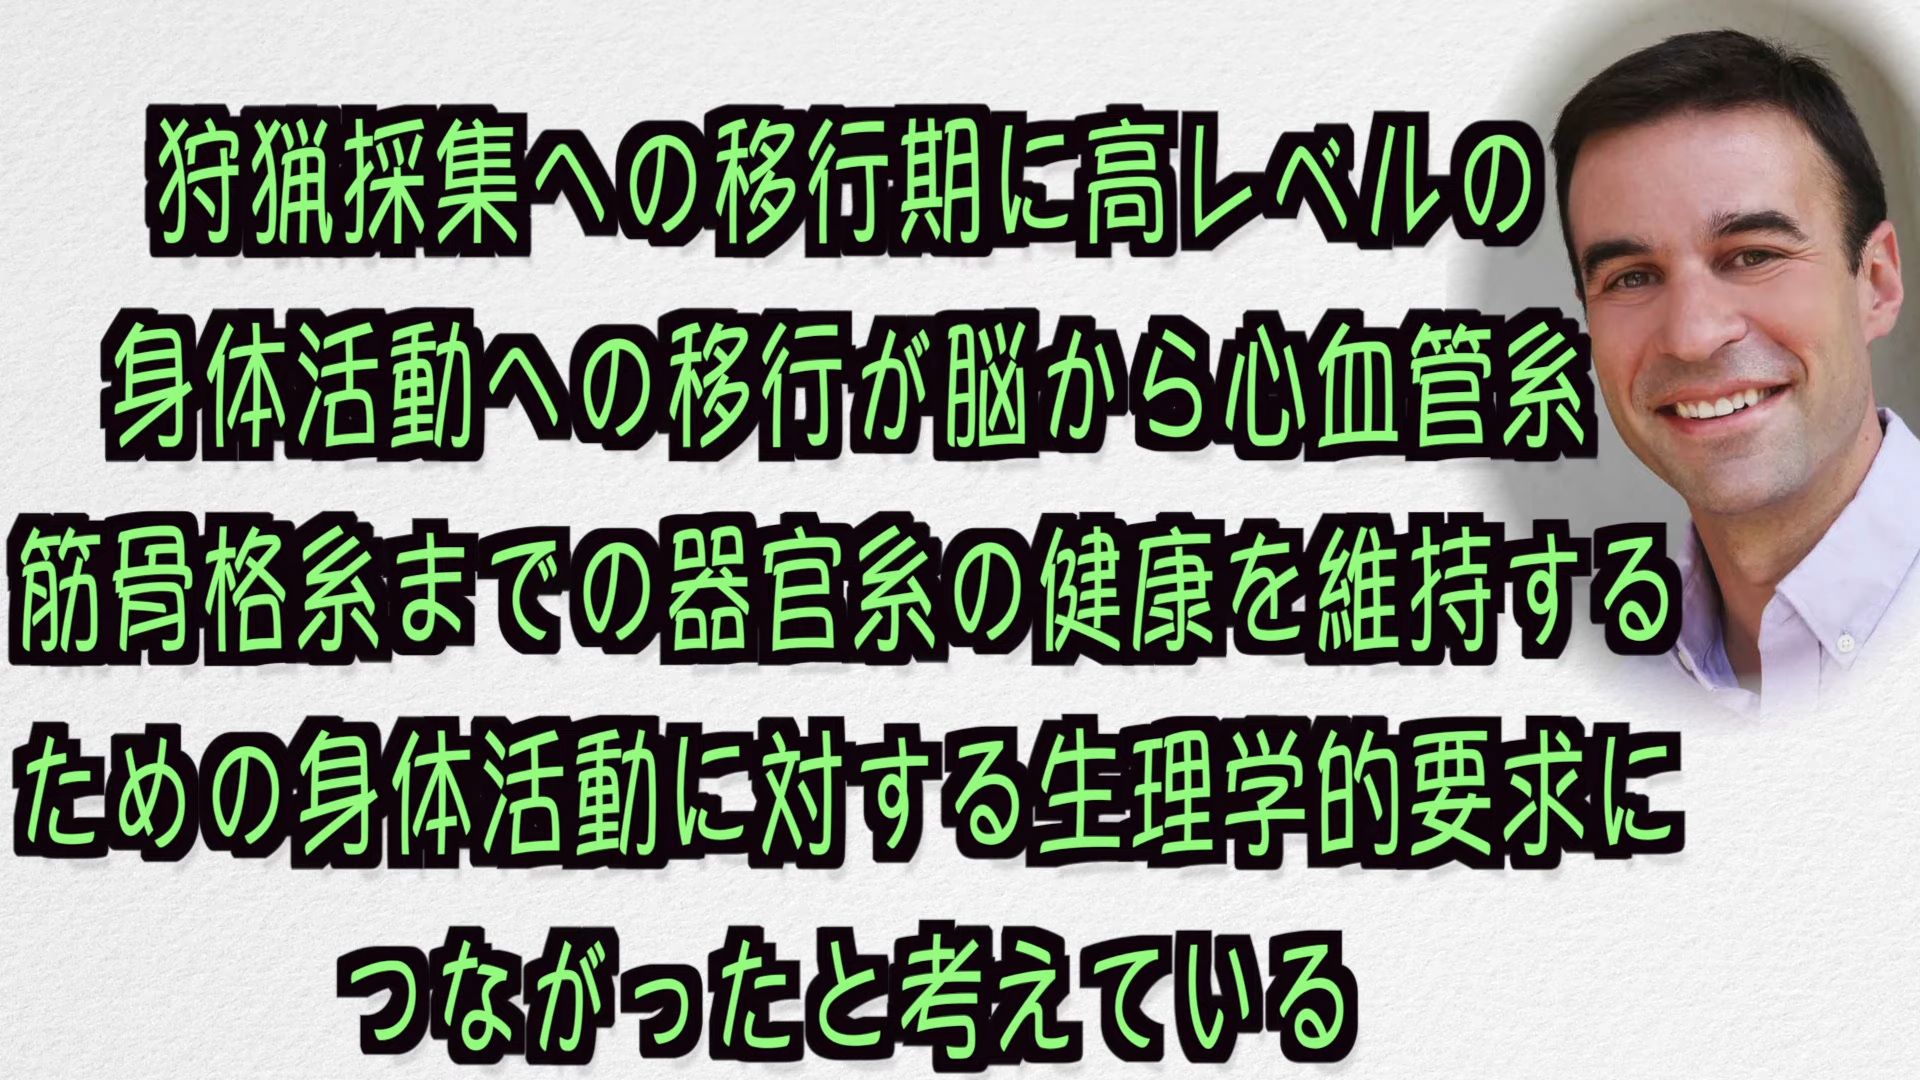 狩猟採集への移行期に高レベルの
身体活動への移行が脳から心血管系
筋骨格系までの器官系の健康を維持する
ための身体活動に対する生理学的要求に
つながったと考えている